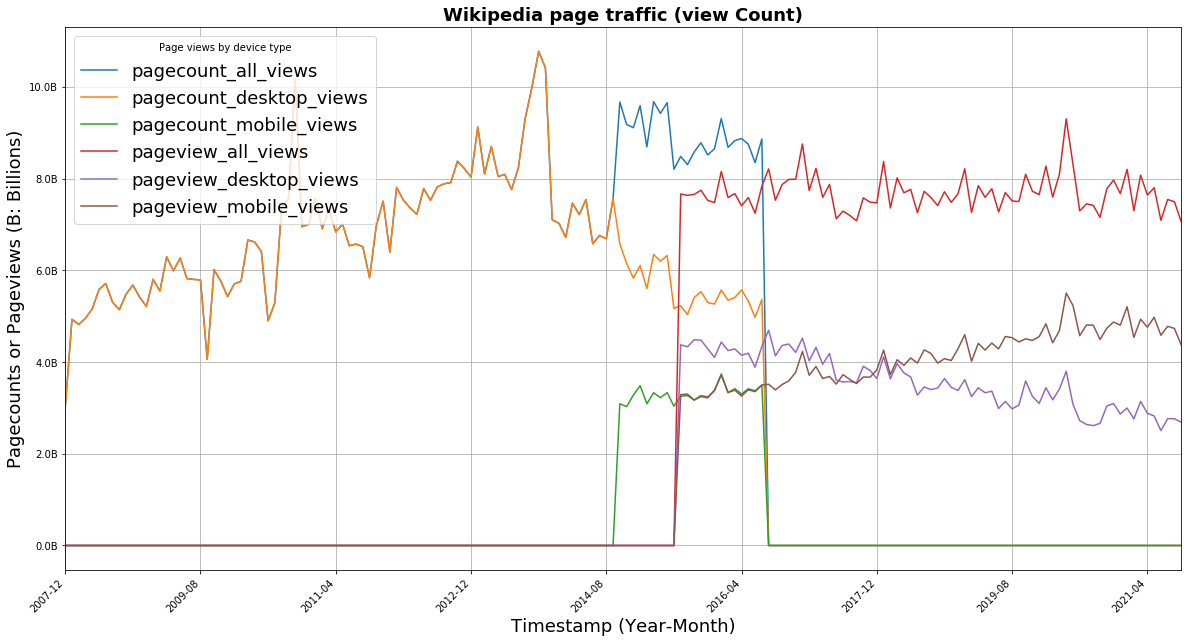 Wikipedia page traffic (view Count)
Page views by device type
pagecount_all_views
pagecount_desktop_views
pagecount_mobile_views
pageview_all_views
pageview_desktop_views
pageview_mobile_views
Pagecounts or Pageviews (B: Billions)
10.0B
8.0B
6.0B
4.0B
2.0B
0.0B
2007-12
2009-08
2011-04
2012-12
2014-08
2016-04
2017-12
2019-08
2021-04
Timestamp (Year-Month)